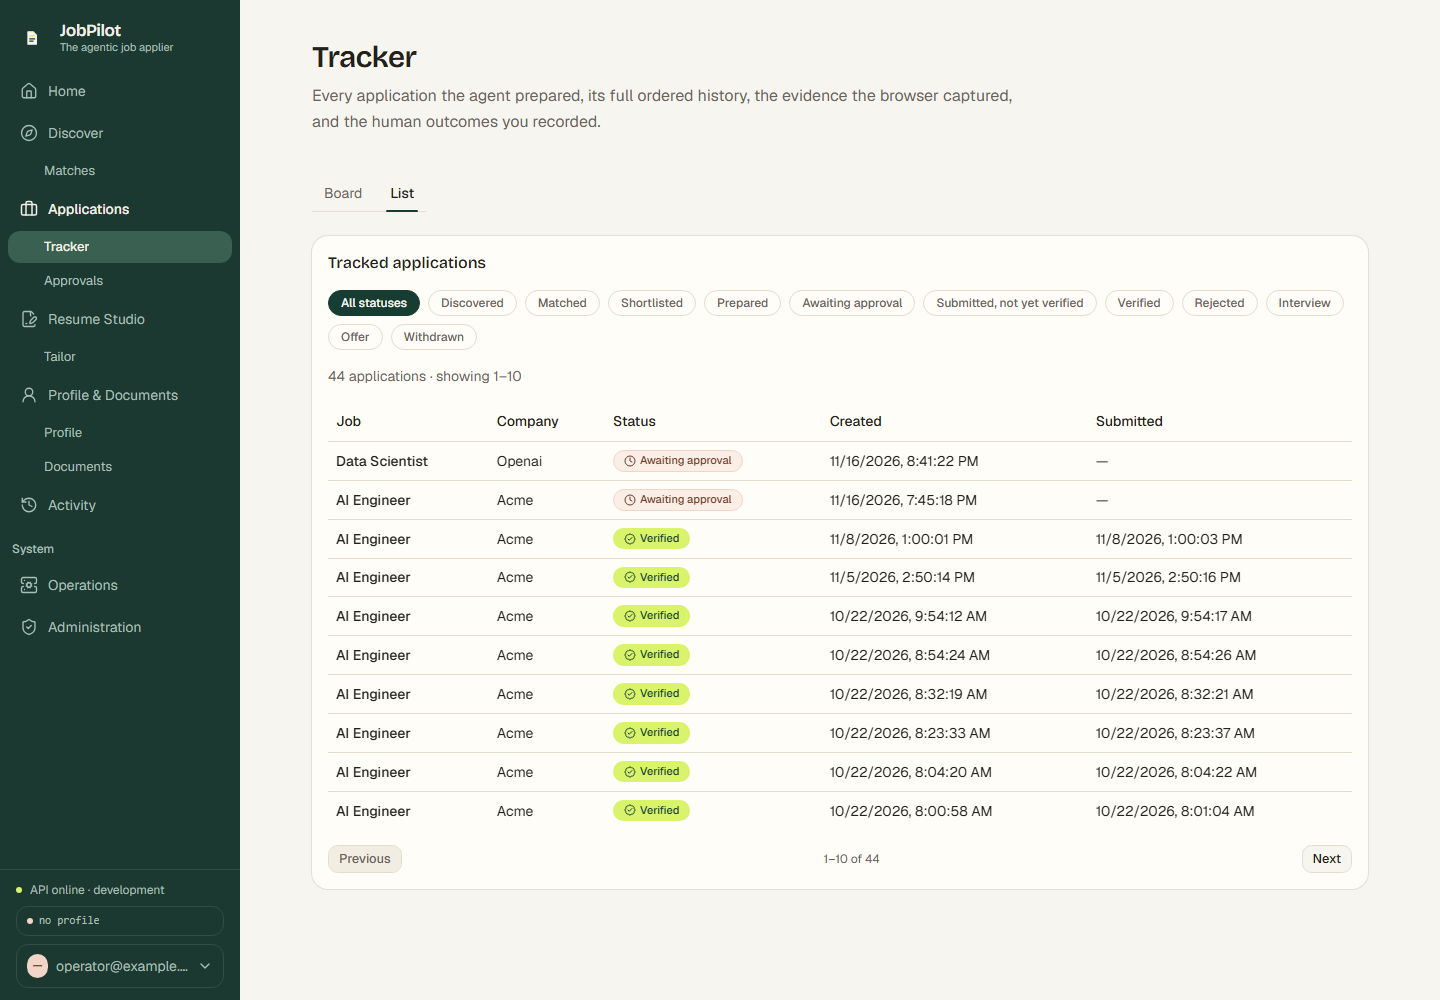 JobPilot
The agentic job applier
Home
Discover
Matches
Applications
Tracker
Approvals
Resume Studio
Tailor
Profile & Documents
Profile
Documents
Activity
System
Operations
Administration
API online · development
no profile
operator@example....
Tracker
Every application the agent prepared, its full ordered history, the evidence the browser captured,
and the human outcomes you recorded.
Board List
Tracked applications
All statuses Discovered Matched Shortlisted Prepared Awaiting approval Submitted, not yet verified Verified Rejected Interview
Offer Withdrawn
44 applications · showing 1–10
Job Company Status Created Submitted
Data Scientist Openai Awaiting approval 11/16/2026, 8:41:22 PM —
AI Engineer Acme Awaiting approval 11/16/2026, 7:45:18 PM —
AI Engineer Acme Verified 11/8/2026, 1:00:01 PM 11/8/2026, 1:00:03 PM
AI Engineer Acme Verified 11/5/2026, 2:50:14 PM 11/5/2026, 2:50:16 PM
AI Engineer Acme Verified 10/22/2026, 9:54:12 AM 10/22/2026, 9:54:17 AM
AI Engineer Acme Verified 10/22/2026, 8:54:24 AM 10/22/2026, 8:54:26 AM
AI Engineer Acme Verified 10/22/2026, 8:32:19 AM 10/22/2026, 8:32:21 AM
AI Engineer Acme Verified 10/22/2026, 8:23:33 AM 10/22/2026, 8:23:37 AM
AI Engineer Acme Verified 10/22/2026, 8:04:20 AM 10/22/2026, 8:04:22 AM
AI Engineer Acme Verified 10/22/2026, 8:00:58 AM 10/22/2026, 8:01:04 AM
Previous 1–10 of 44 Next